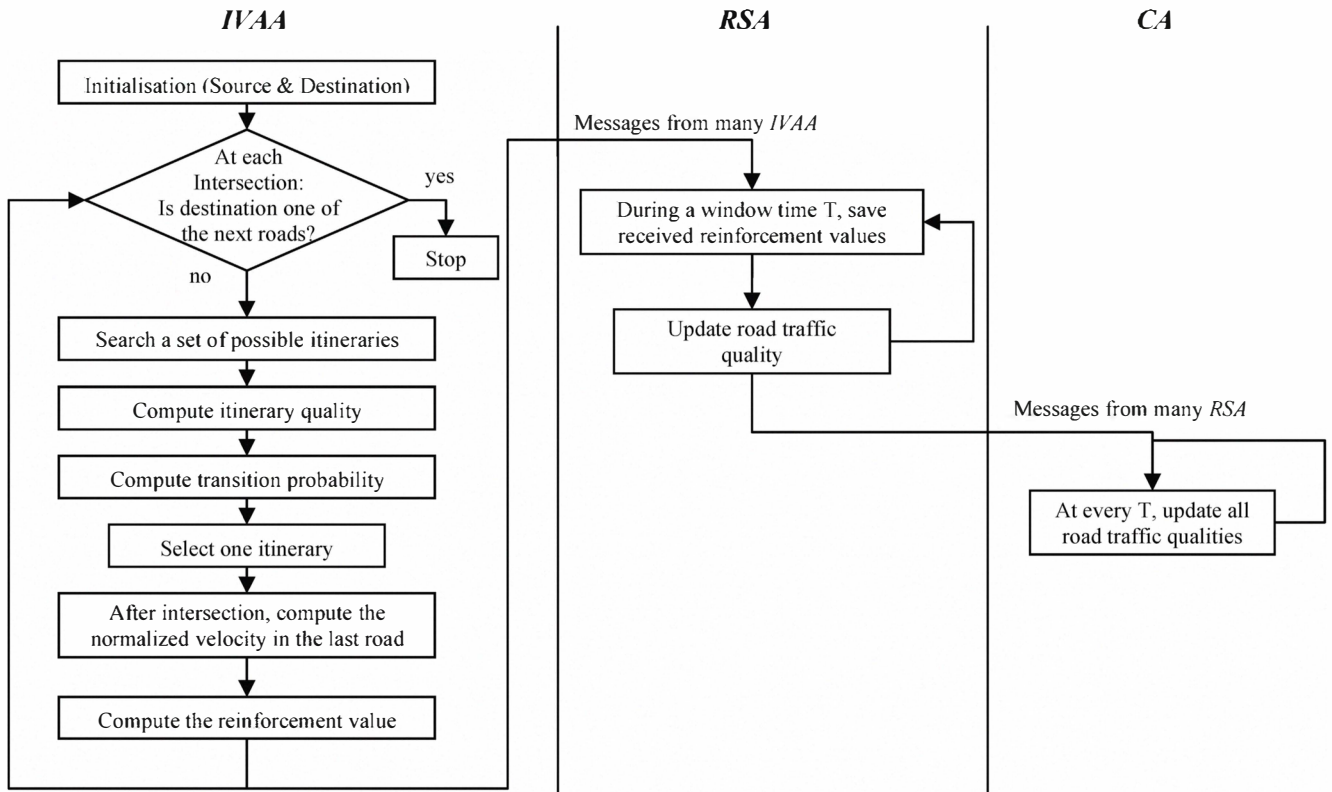 IVAA
RSA
CA
Initialisation (Source & Destination)
At each
Intersection:
Is destination one of
the next roads?
yes
Stop
no
Search a set of possible itineraries
Compute itinerary quality
Compute transition probability
Select one itinerary
After intersection, compute the
normalized velocity in the last road
Compute the reinforcement value
Messages from many IVAA
During a window time T, save
received reinforcement values
Update road traffic
quality
Messages from many RSA
At every T, update all
road traffic qualities